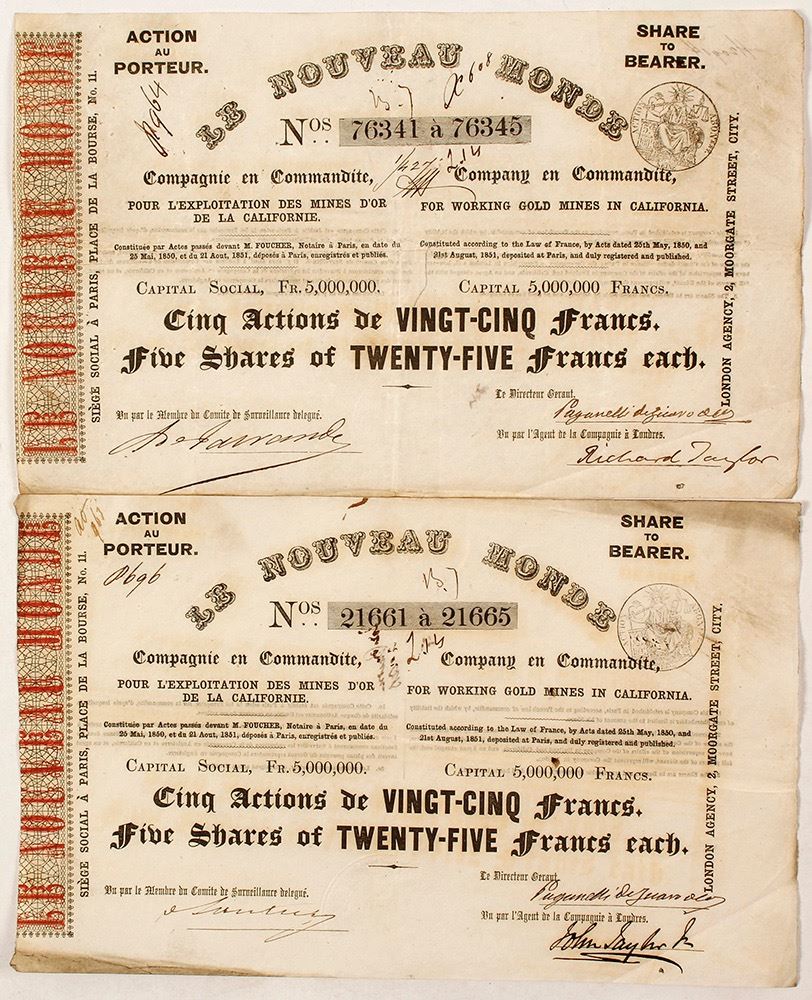 ACTION
AU
PORTEUR.
SHARE
TO
BEARER.
LE NOUVEAU MONDE
Nos 76341 à 76345
Compagnie en Commandite,
POUR L'EXPLOITATION DES MINES D'OR
DE LA CALIFORNIE.
Constituée par Actes passés devant M. FOUCHER, Notaire à Paris, en date du
25 Mai, 1850, et du 21 Aout, 1851, déposés à Paris, enregistrés et publiés.
CAPITAL SOCIAL, FR. 5,000,000.
Company en Commandite,
FOR WORKING GOLD MINES IN CALIFORNIA.
Constituted according to the Law of France, by Acts dated 25th May, 1850, and
21st August, 1851, deposited at Paris, and duly registered and published.
CAPITAL 5,000,000 FRANCS.
Cinq Actions de VINGT-CINQ Francs.
Five Shares of TWENTY-FIVE Francs each.
Vu par le Membre du Comite de Surveillance delegué.
Le Directeur Gerant,
Vu par l'Agent de la Compagnie à Londres.
Richard Taylor
LE NOUVEAU MONDE
SIÈGE SOCIAL À PARIS, PLACE DE LA BOURSE, No. 11.
LONDON AGENCY, 2, MOORGATE STREET, CITY.
ACTION
AU
PORTEUR.
SHARE
TO
BEARER.
LE NOUVEAU MONDE
Nos 21661 à 21665
Compagnie en Commandite,
POUR L'EXPLOITATION DES MINES D'OR
DE LA CALIFORNIE.
Constituée par Actes passés devant M. FOUCHER, Notaire à Paris, en date du
25 Mai, 1850, et du 21 Aout, 1851, déposés à Paris, enregistrés et publiés.
CAPITAL SOCIAL, FR. 5,000,000.
Company en Commandite,
FOR WORKING GOLD MINES IN CALIFORNIA.
Constituted according to the Law of France, by Acts dated 25th May, 1850, and
21st August, 1851, deposited at Paris, and duly registered and published.
CAPITAL 5,000,000 FRANCS.
Cinq Actions de VINGT-CINQ Francs.
Five Shares of TWENTY-FIVE Francs each.
Vu par le Membre du Comite de Surveillance delegué.
Le Directeur Gerant,
Vu par l'Agent de la Compagnie à Londres.
John Taylor Jr
LE NOUVEAU MONDE
SIÈGE SOCIAL À PARIS, PLACE DE LA BOURSE, No. 11.
LONDON AGENCY, 2, MOORGATE STREET, CITY.